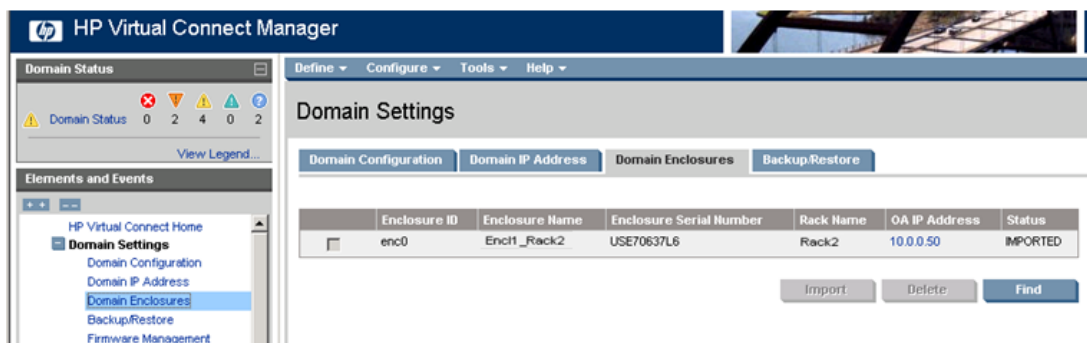 hp HP Virtual Connect Manager
Domain Status
Domain Status 0 2 4 0 2
View Legend...
Elements and Events
HP Virtual Connect Home
Domain Settings
Domain Configuration
Domain IP Address
Domain Enclosures
Backup/Restore
Firmware Management
Define Configure Tools Help
Domain Settings
Domain Configuration Domain IP Address Domain Enclosures Backup/Restore
Enclosure ID Enclosure Name Enclosure Serial Number Rack Name OA IP Address Status
enc0 Encl1_Rack2 USE70637L6 Rack2 10.0.0.50 IMPORTED
Import Delete Find